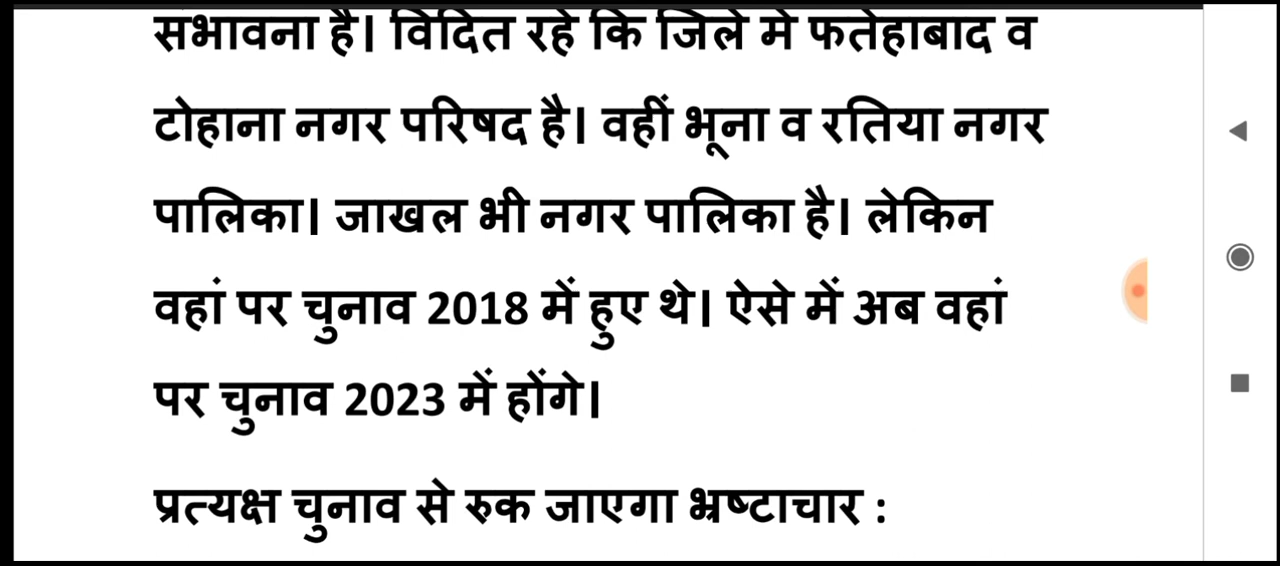 संभावना है। विदित रहे कि जिले में फतेहाबाद व
टोहाना नगर परिषद है। वहीं भूना व रतिया नगर
पालिका। जाखल भी नगर पालिका है। लेकिन
वहां पर चुनाव 2018 में हुए थे। ऐसे में अब वहां
पर चुनाव 2023 में होंगे।
प्रत्यक्ष चुनाव से रुक जाएगा भ्रष्टाचार :